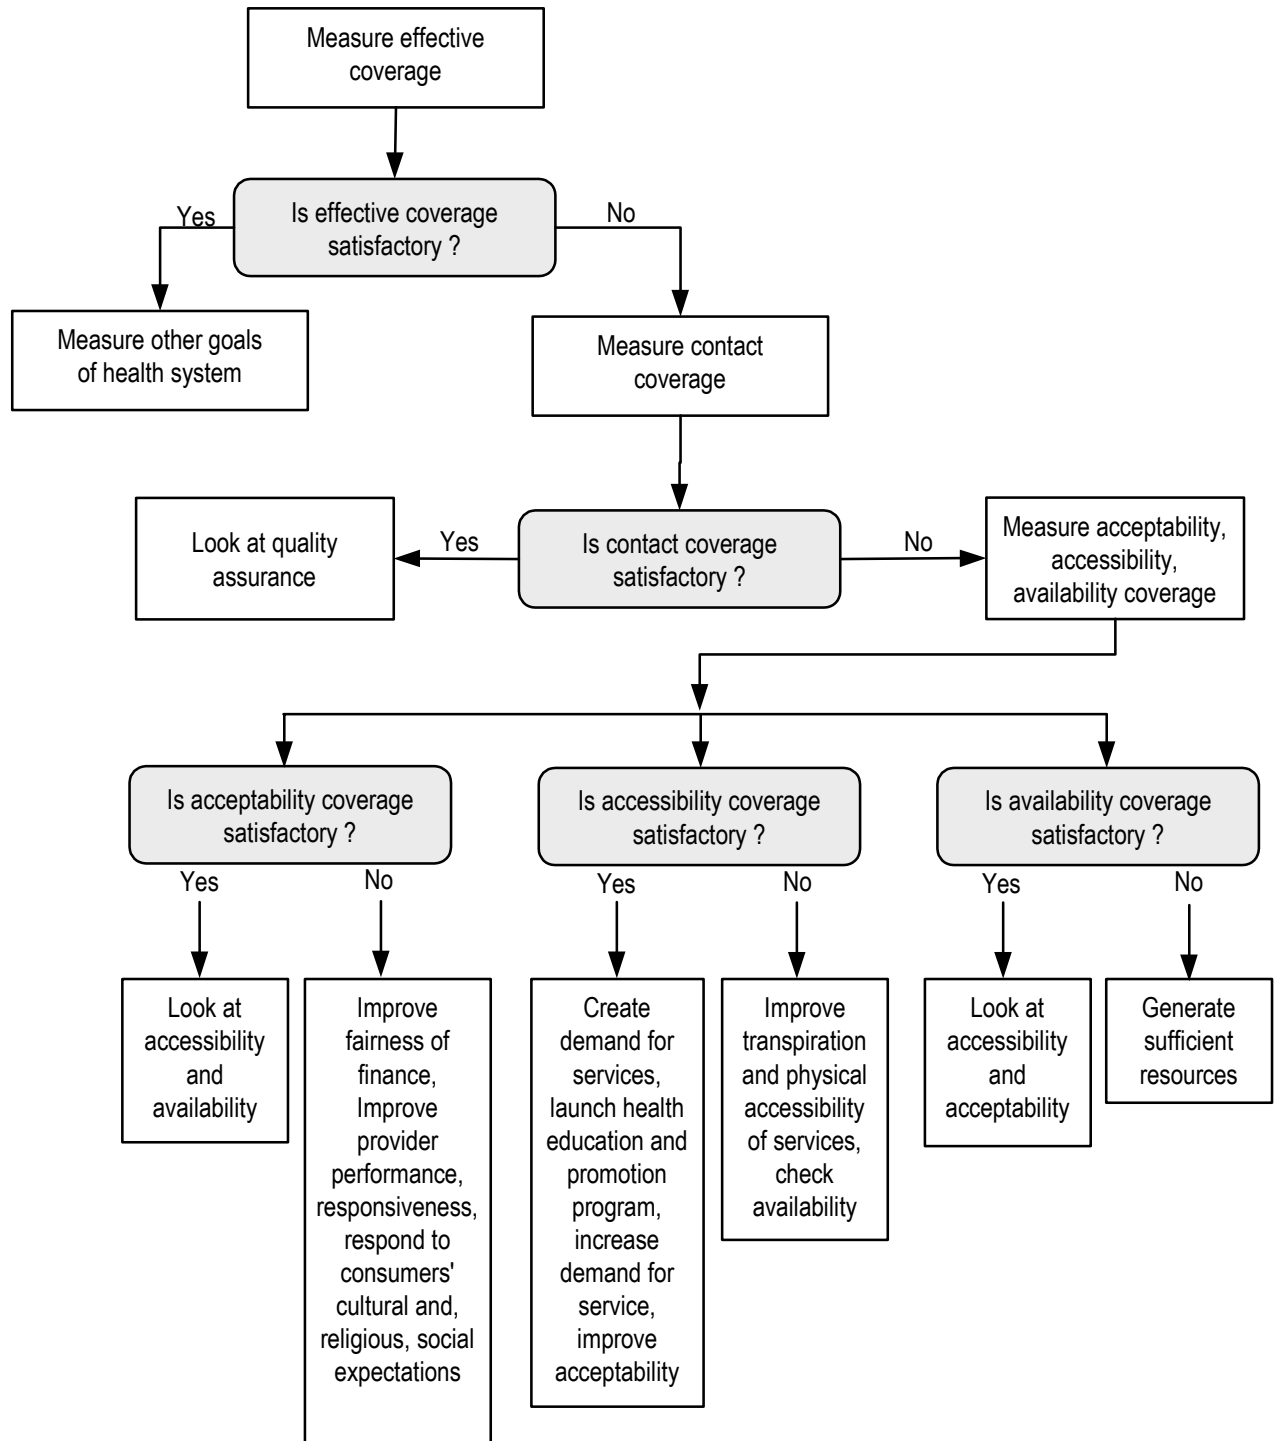 Measure effective
coverage
Is effective coverage
satisfactory ?
Yes
No
Measure other goals
of health system
Measure contact
coverage
Look at quality
assurance
Yes
Is contact coverage
satisfactory ?
No
Measure acceptability,
accessibility,
availability coverage
Is acceptability coverage
satisfactory ?
Is accessibility coverage
satisfactory ?
Is availability coverage
satisfactory ?
Yes
No
Yes
No
Yes
No
Look at
accessibility
and
availability
Improve
fairness of
finance,
Improve
provider
performance,
responsiveness,
respond to
consumers'
cultural and,
religious, social
expectations
Create
demand for
services,
launch health
education and
promotion
program,
increase
demand for
service,
improve
acceptability
Improve
transpiration
and physical
accessibility
of services,
check
availability
Look at
accessibility
and
acceptability
Generate
sufficient
resources